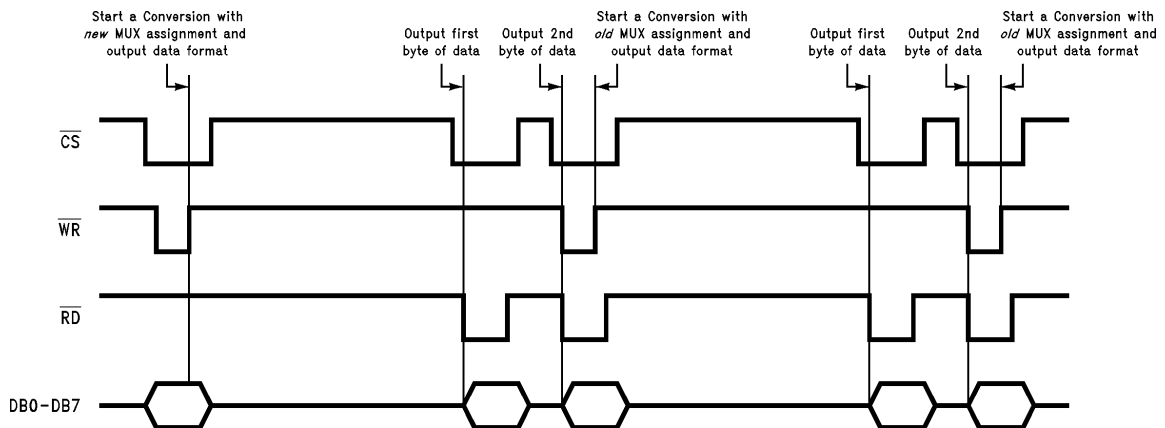 Start a Conversion with
new MUX assignment and
output data format
Output first
byte of data
Output 2nd
byte of data
Start a Conversion with
old MUX assignment and
output data format
Output first
byte of data
Output 2nd
byte of data
Start a Conversion with
old MUX assignment and
output data format
CS
WR
RD
DB0-DB7